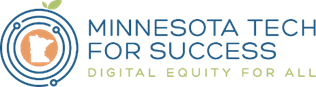 MINNESOTA TECH
FOR SUCCESS
DIGITAL EQUITY FOR ALL